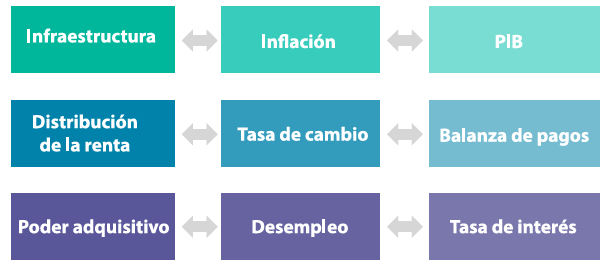 Infraestructura
Inflación
PIB
Distribución
de la renta
Tasa de cambio
Balanza de pagos
Poder adquisitivo
Desempleo
Tasa de interés